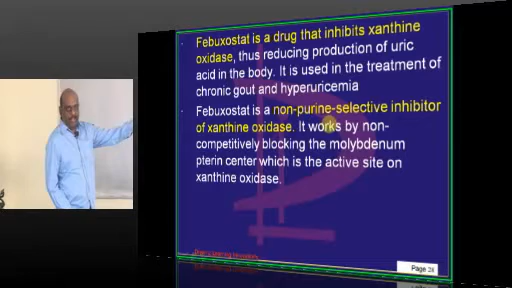 Febuxostat is a drug that inhibits xanthine
oxidase, thus reducing production of uric
acid in the body. It is used in the treatment of
chronic gout and hyperuricemia
Febuxostat is a non-purine-selective inhibitor
of xanthine oxidase. It works by non-
competitively blocking the molybdenum
pterin center which is the active site on
xanthine oxidase.
Page 28